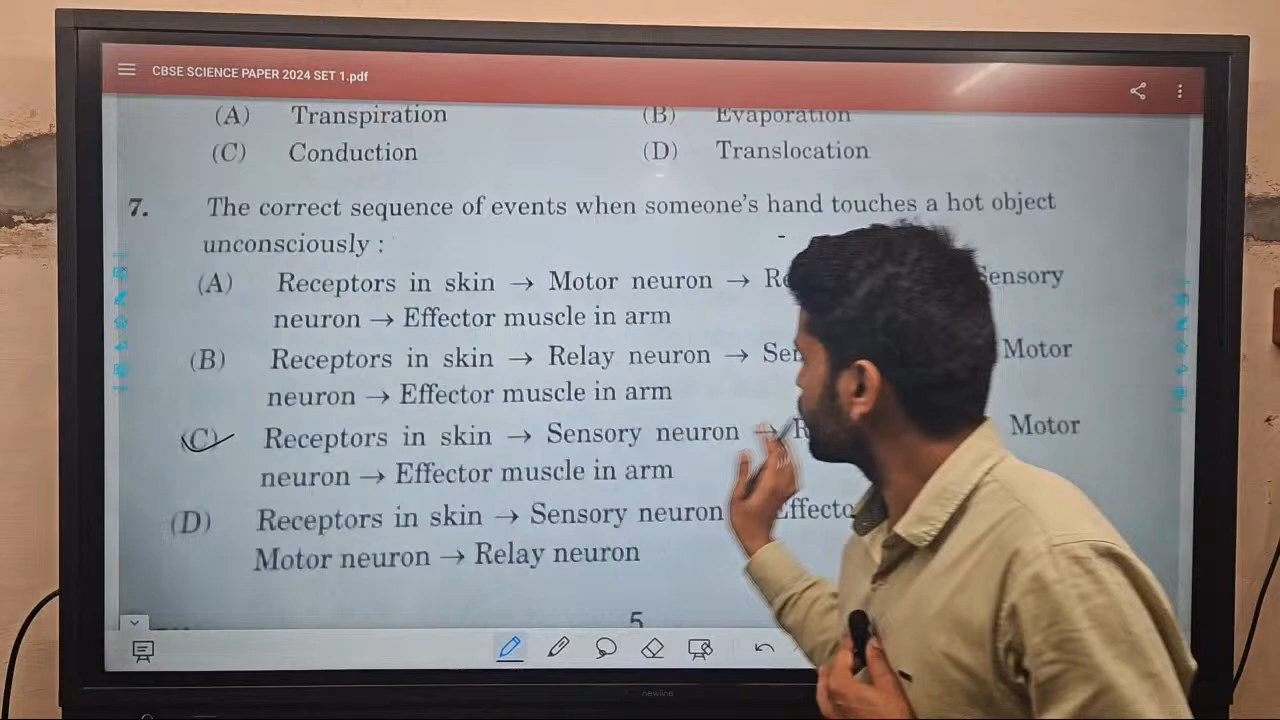 CBSE SCIENCE PAPER 2024 SET 1.pdf
(A) Transpiration (B) Evaporation
(C) Conduction (D) Translocation
7. The correct sequence of events when someone's hand touches a hot object
unconsciously :
(A) Receptors in skin → Motor neuron → Sensory
neuron → Effector muscle in arm
(B) Receptors in skin → Relay neuron → Motor
neuron → Effector muscle in arm
(C) Receptors in skin → Sensory neuron → Motor
neuron → Effector muscle in arm
(D) Receptors in skin → Sensory neuron
Motor neuron → Relay neuron
5
newline